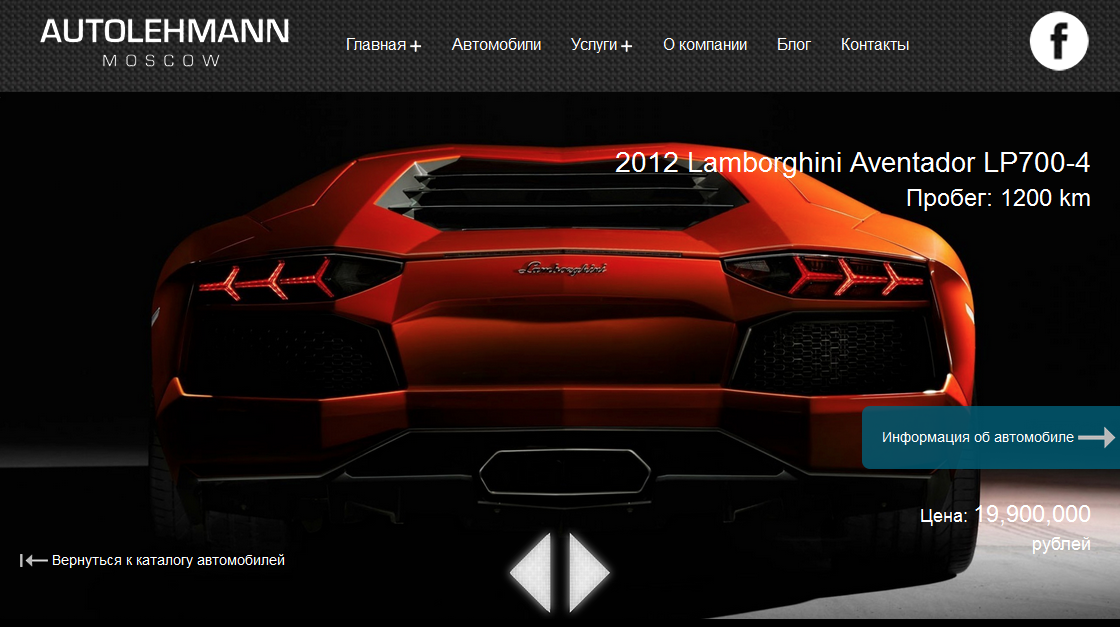 AUTOLEHMANN
MOSCOW
Главная + Автомобили Услуги + О компании Блог Контакты
f
2012 Lamborghini Aventador LP700-4
Пробег: 1200 km
Lamborghini
Информация об автомобиле
Цена: 19,900,000
рублей
Вернуться к каталогу автомобилей